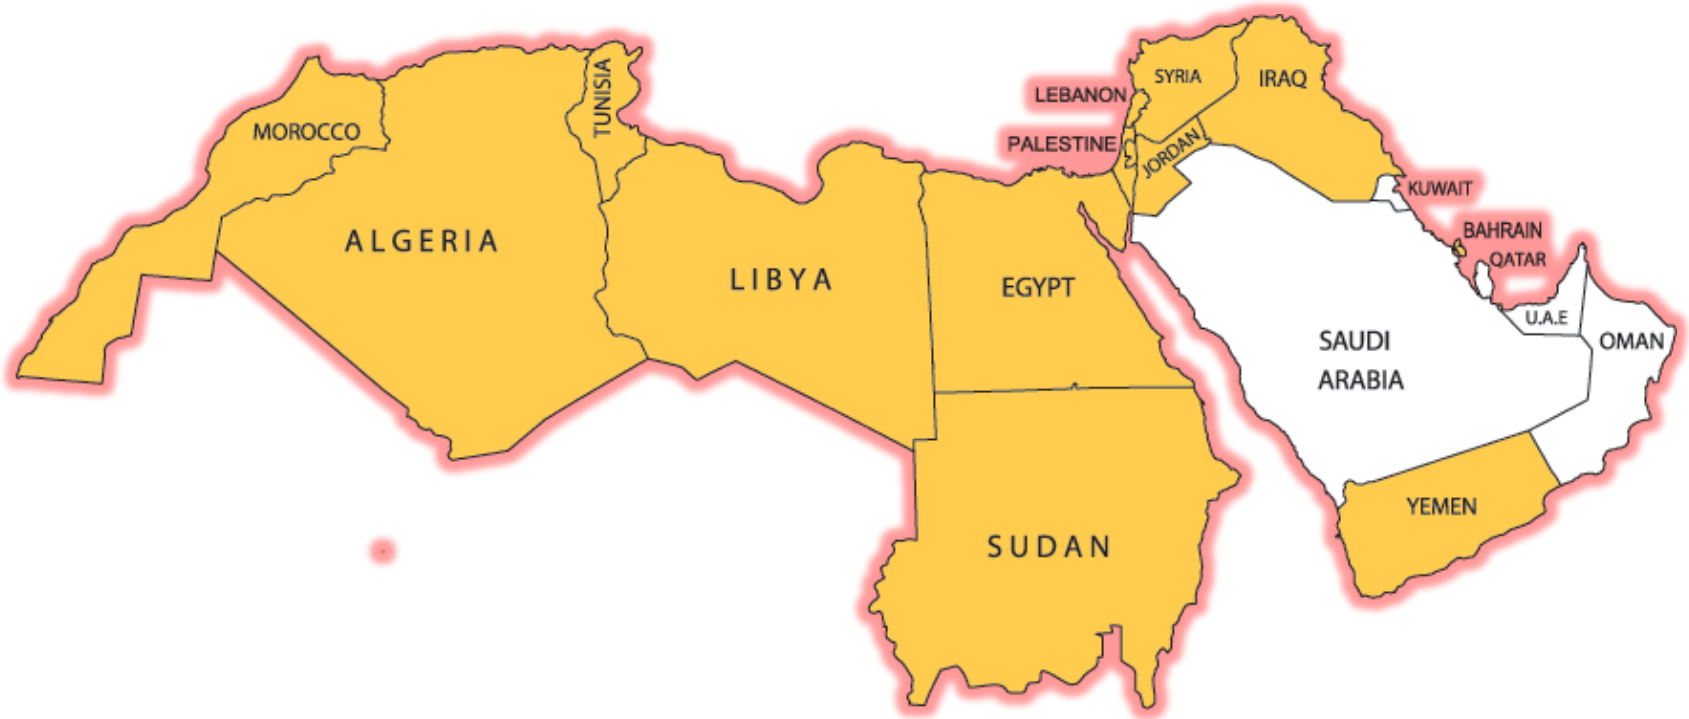 SYRIA
IRAQ
LEBANON
TUNISIA
MOROCCO
PALESTINE
JORDAN
KUWAIT
BAHRAIN
ALGERIA
QATAR
LIBYA
EGYPT
U.A.E
SAUDI
ARABIA
OMAN
YEMEN
SUDAN